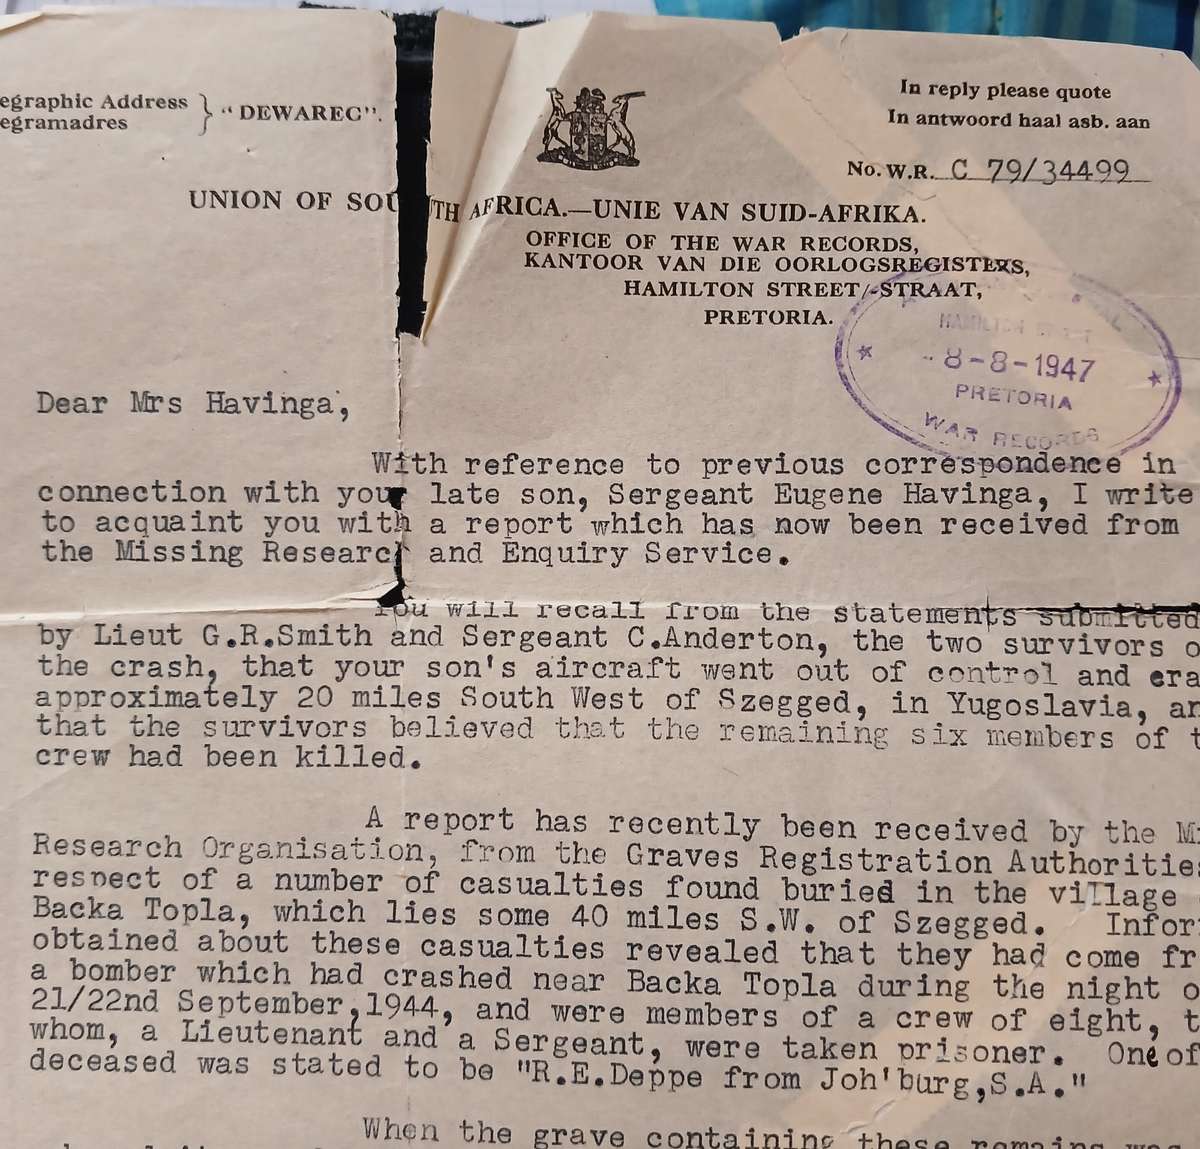 egraphic Address
egramadres } "DEWAREC".
In reply please quote
In antwoord haal asb. aan
No. W.R. C 79/34499
UNION OF SOU TH AFRICA.—UNIE VAN SUID-AFRIKA.
OFFICE OF THE WAR RECORDS,
KANTOOR VAN DIE OORLOGSREGISTERS,
HAMILTON STREET/-STRAAT,
PRETORIA.
HAMILTON
8-8-1947
PRETORIA
WAR RECORDS
Dear Mrs Havinga,
With reference to previous correspondence in
connection with your late son, Sergeant Eugene Havinga, I write
to acquaint you with a report which has now been received from
the Missing Research and Enquiry Service.
You will recall from the statements submitted
by Lieut G.R.Smith and Sergeant C.Anderton, the two survivors o
the crash, that your son's aircraft went out of control and cra
approximately 20 miles South West of Szegged, in Yugoslavia, an
that the survivors believed that the remaining six members of t
crew had been killed.
A report has recently been received by the Mi
Research Organisation, from the Graves Registration Authorities
respect of a number of casualties found buried in the village
Backa Topla, which lies some 40 miles S.W. of Szegged. Infor
obtained about these casualties revealed that they had come fr
a bomber which had crashed near Backa Topla during the night o
21/22nd September,1944, and were members of a crew of eight, t
whom, a Lieutenant and a Sergeant, were taken prisoner. One of
deceased was stated to be "R.E.Deppe from Joh'burg,S.A."
When the grave containing these remains was